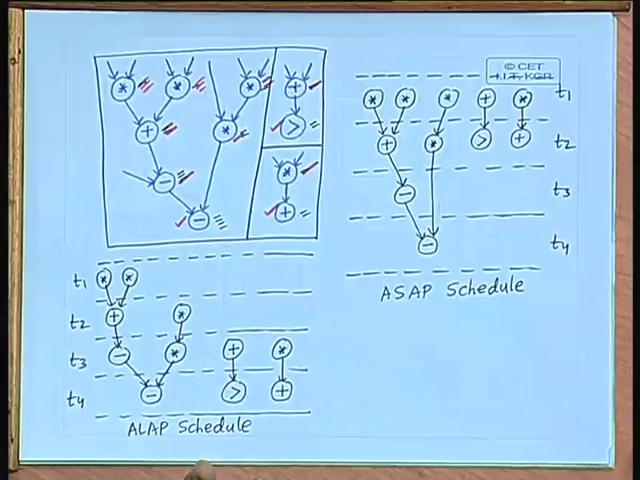 © CET
I.I.T. KGP
* * * +
+ * >
- *
- +
* * * + * t₁
+ * > + t₂
- t₃
- t₄
ASAP Schedule
t₁ * *
t₂ + *
t₃ - * + *
t₄ - > +
ALAP Schedule